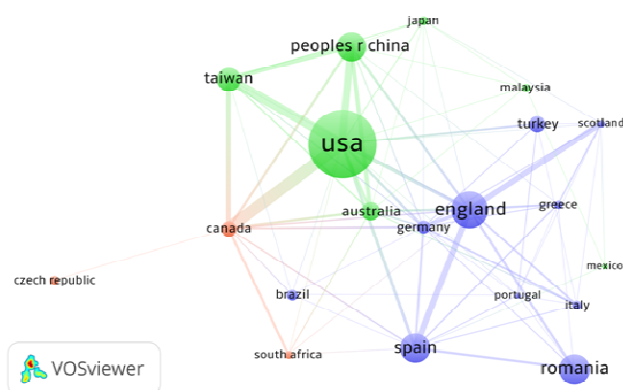 japan
peoples r china
taiwan
malaysia
turkey
scotland
usa
england
greece
australia
germany
canada
mexico
czech republic
brazil
portugal
italy
south africa
spain
romania
VOSviewer